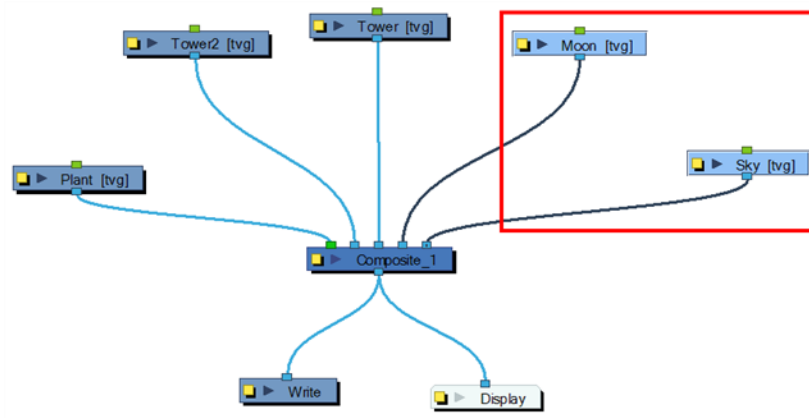 Tower [tvg]
Tower2 [tvg]
Moon [tvg]
Sky [tvg]
Plant [tvg]
Composite_1
Write
Display